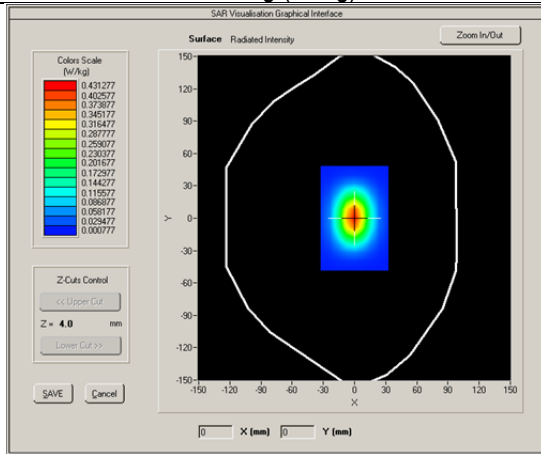 SAR Visualisation Graphical Interface
Surface Radiated Intensity
Zoom In/Out
Colors Scale
(W/kg)
0.431277
0.402577
0.373877
0.345177
0.316477
0.287777
0.259077
0.230377
0.201677
0.172977
0.144277
0.115577
0.086877
0.058177
0.029477
0.000777
150-
120-
90-
60-
30-
0-
-30-
-60-
-90-
-120-
-150-
Y
-150 -120 -90 -60 -30 0 30 60 90 120 150
X
Z-Cuts Control
<< Upper Cut
Z = 4.0 mm
Lower Cut >>
SAVE Cancel
0 X (mm) 0 Y (mm)